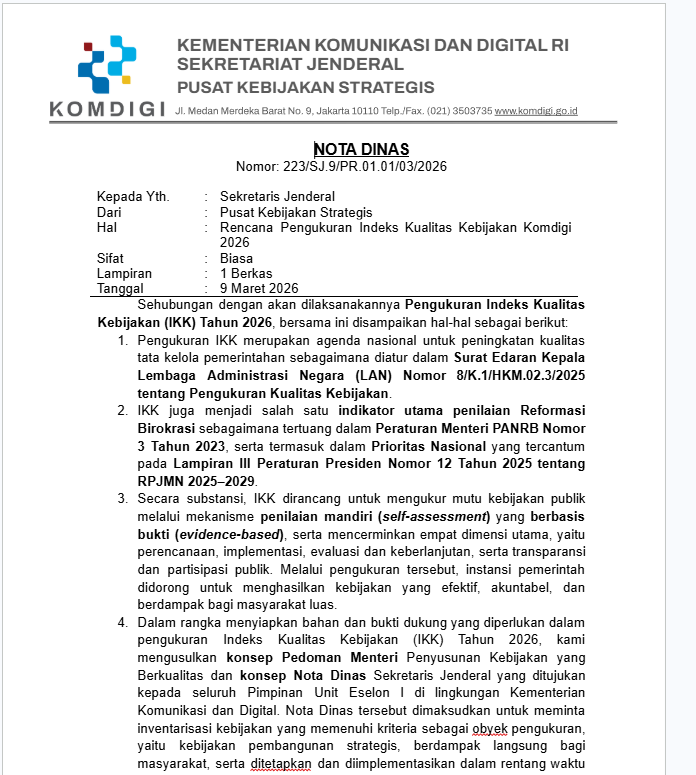 KEMENTERIAN KOMUNIKASI DAN DIGITAL RI
SEKRETARIAT JENDERAL
PUSAT KEBIJAKAN STRATEGIS
KOMDIGI
Jl. Medan Merdeka Barat No. 9, Jakarta 10110 Telp./Fax. (021) 3503735 www.komdigi.go.id
NOTA DINAS
Nomor: 223/SJ.9/PR.01.01/03/2026
Kepada Yth. : Sekretaris Jenderal
Dari : Pusat Kebijakan Strategis
Hal : Rencana Pengukuran Indeks Kualitas Kebijakan Komdigi
2026
Sifat : Biasa
Lampiran : 1 Berkas
Tanggal : 9 Maret 2026
Sehubungan dengan akan dilaksanakannya Pengukuran Indeks Kualitas
Kebijakan (IKK) Tahun 2026, bersama ini disampaikan hal-hal sebagai berikut:
1. Pengukuran IKK merupakan agenda nasional untuk peningkatan kualitas
tata kelola pemerintahan sebagaimana diatur dalam Surat Edaran Kepala
Lembaga Administrasi Negara (LAN) Nomor 8/K.1/HKM.02.3/2025
tentang Pengukuran Kualitas Kebijakan.
2. IKK juga menjadi salah satu indikator utama penilaian Reformasi
Birokrasi sebagaimana tertuang dalam Peraturan Menteri PANRB Nomor
3 Tahun 2023, serta termasuk dalam Prioritas Nasional yang tercantum
pada Lampiran III Peraturan Presiden Nomor 12 Tahun 2025 tentang
RPJMN 2025–2029.
3. Secara substansi, IKK dirancang untuk mengukur mutu kebijakan publik
melalui mekanisme penilaian mandiri (self-assessment) yang berbasis
bukti (evidence-based), serta mencerminkan empat dimensi utama, yaitu
perencanaan, implementasi, evaluasi dan keberlanjutan, serta transparansi
dan partisipasi publik. Melalui pengukuran tersebut, instansi pemerintah
didorong untuk menghasilkan kebijakan yang efektif, akuntabel, dan
berdampak bagi masyarakat luas.
4. Dalam rangka menyiapkan bahan dan bukti dukung yang diperlukan dalam
pengukuran Indeks Kualitas Kebijakan (IKK) Tahun 2026, kami
mengusulkan konsep Pedoman Menteri Penyusunan Kebijakan yang
Berkualitas dan konsep Nota Dinas Sekretaris Jenderal yang ditujukan
kepada seluruh Pimpinan Unit Eselon I di lingkungan Kementerian
Komunikasi dan Digital. Nota Dinas tersebut dimaksudkan untuk meminta
inventarisasi kebijakan yang memenuhi kriteria sebagai obyek pengukuran,
yaitu kebijakan pembangunan strategis, berdampak langsung bagi
masyarakat, serta ditetapkan dan diimplementasikan dalam rentang waktu